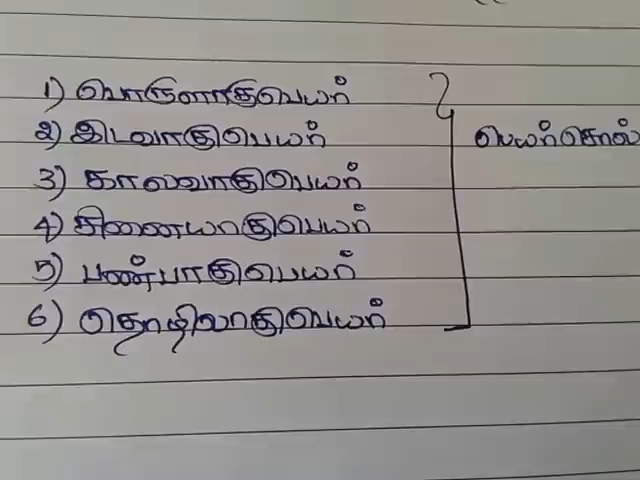 1) பொருளாகுபெயர்
2) இடவாகுபெயர் பெயர்சொல்
3) காலவாகுபெயர்
4) சினையாகுபெயர்
5) பண்பாகுபெயர்
6) தொழிலாகுபெயர்